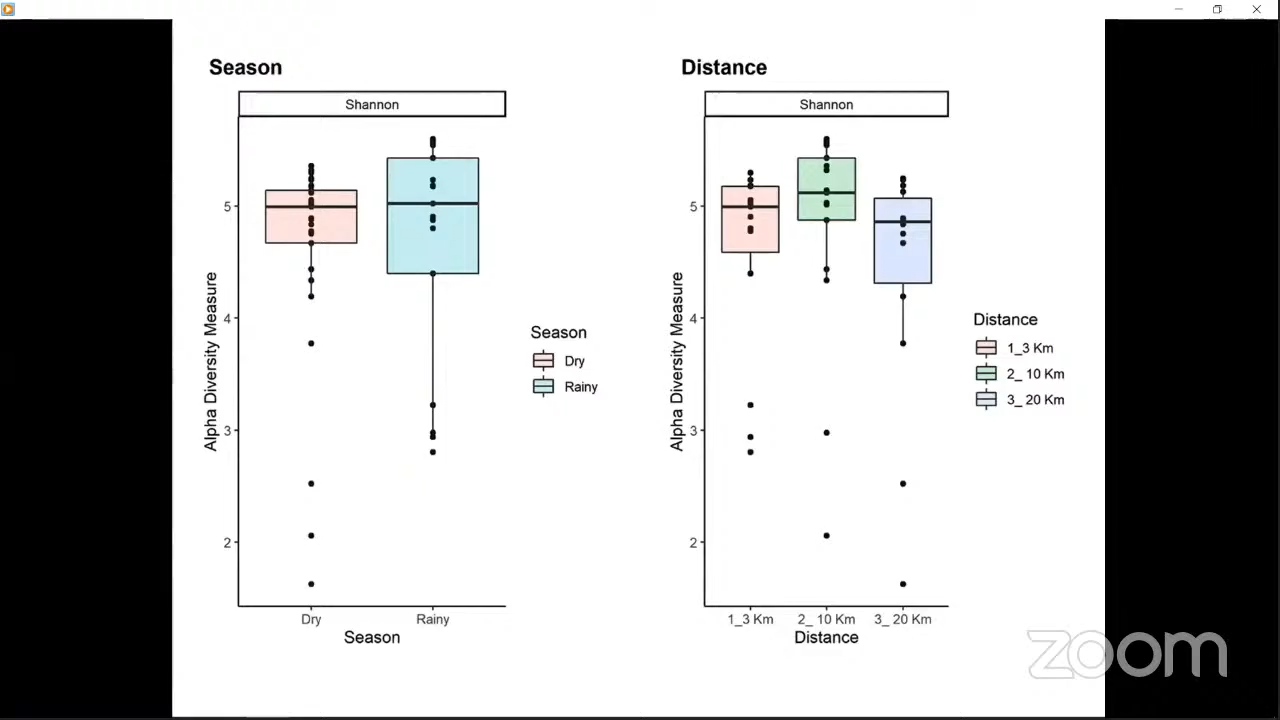 Season
Shannon
5
4
3
2
Alpha Diversity Measure
Dry
Rainy
Season
Season
Dry
Rainy
Distance
Shannon
5
4
3
2
Alpha Diversity Measure
1_3 Km
2_ 10 Km
3_ 20 Km
Distance
Distance
1_3 Km
2_ 10 Km
3_ 20 Km
zoom